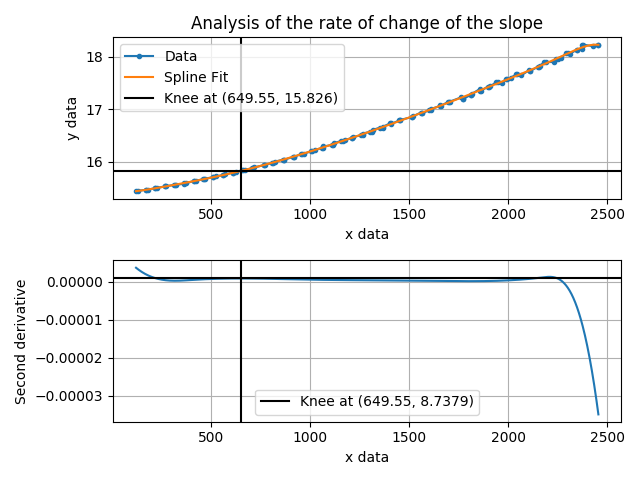 Analysis of the rate of change of the slope
18
17
16
y data
Data
Spline Fit
Knee at (649.55, 15.826)
500
1000
1500
2000
2500
x data
0.00000
−0.00001
−0.00002
−0.00003
Second derivative
Knee at (649.55, 8.7379)
500
1000
1500
2000
2500
x data